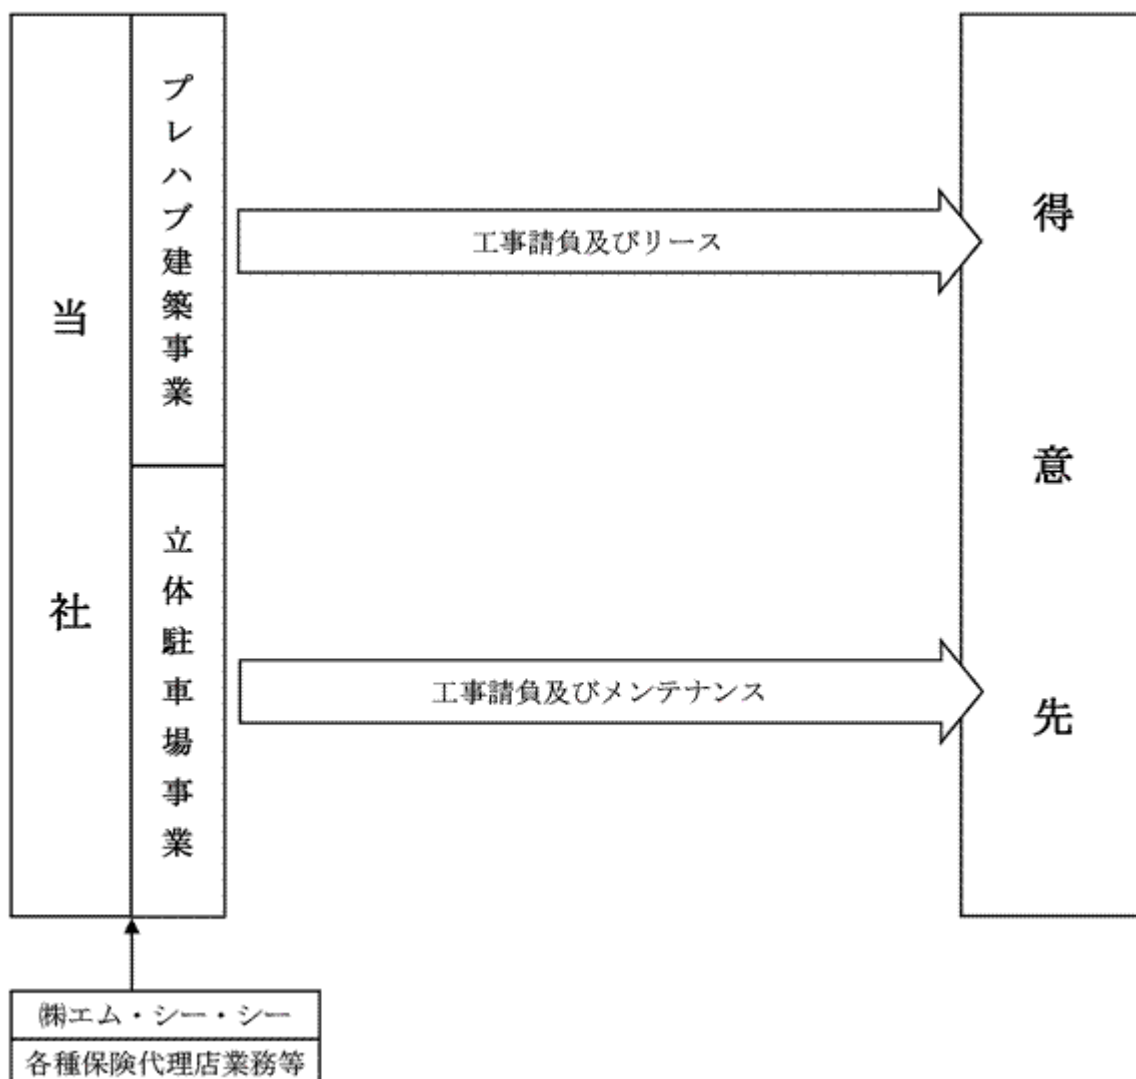 当社
プレハブ建築事業
工事請負及びリース
立体駐車場事業
工事請負及びメンテナンス
得意先
㈱エム・シー・シー
各種保険代理店業務等